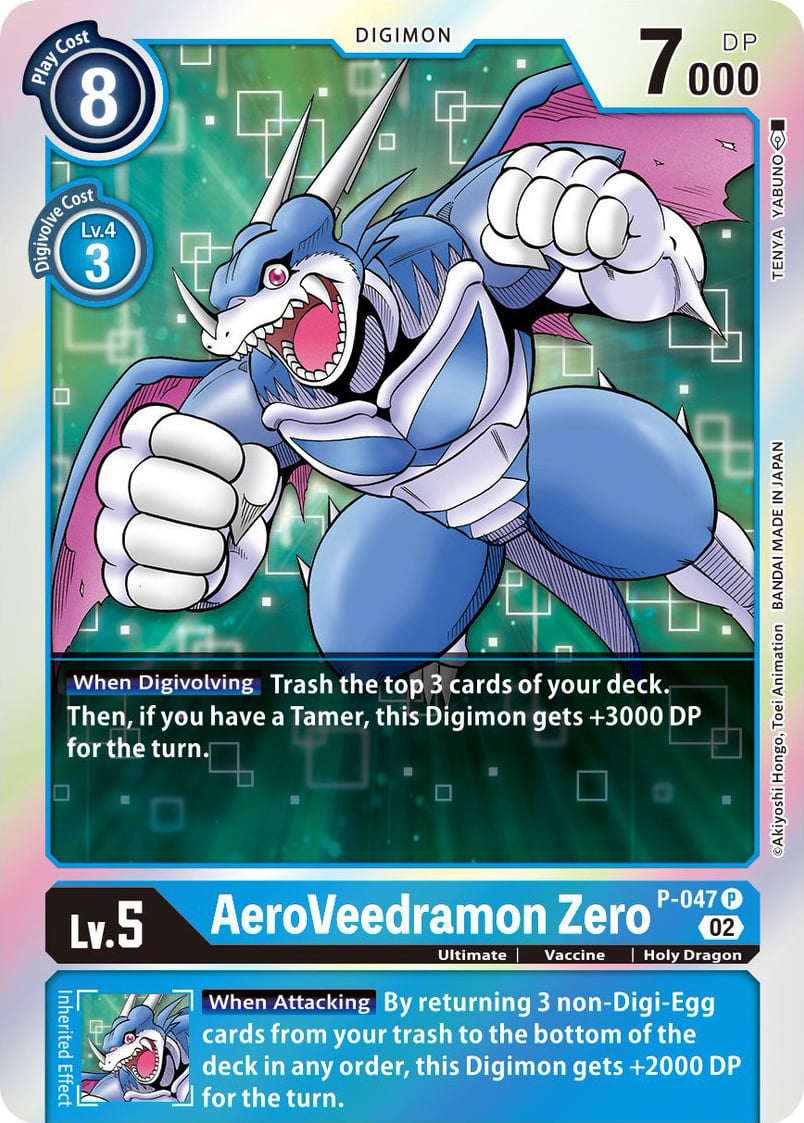 DIGIMON
Play Cost
8
7000
DP
Digivolve Cost
Lv.4
3
TENYA YABUNO
When Digivolving Trash the top 3 cards of your deck.
Then, if you have a Tamer, this Digimon gets +3000 DP
for the turn.
©Akiyoshi Hongo, Toei Animation BANDAI MADE IN JAPAN
Lv.5
AeroVeedramon Zero
P-047 P
02
Ultimate | Vaccine | Holy Dragon
Inherited Effect
When Attacking By returning 3 non-Digi-Egg
cards from your trash to the bottom of the
deck in any order, this Digimon gets +2000 DP
for the turn.